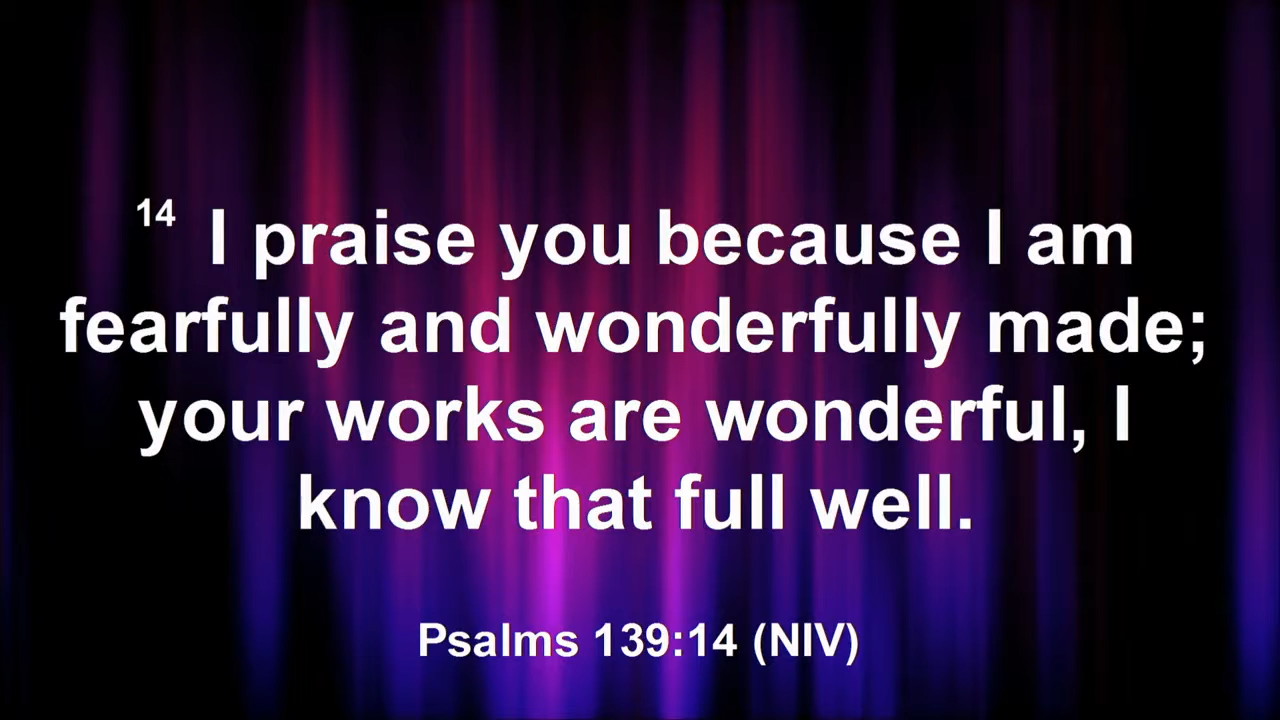 14 I praise you because I am
fearfully and wonderfully made;
your works are wonderful, I
know that full well.
Psalms 139:14 (NIV)